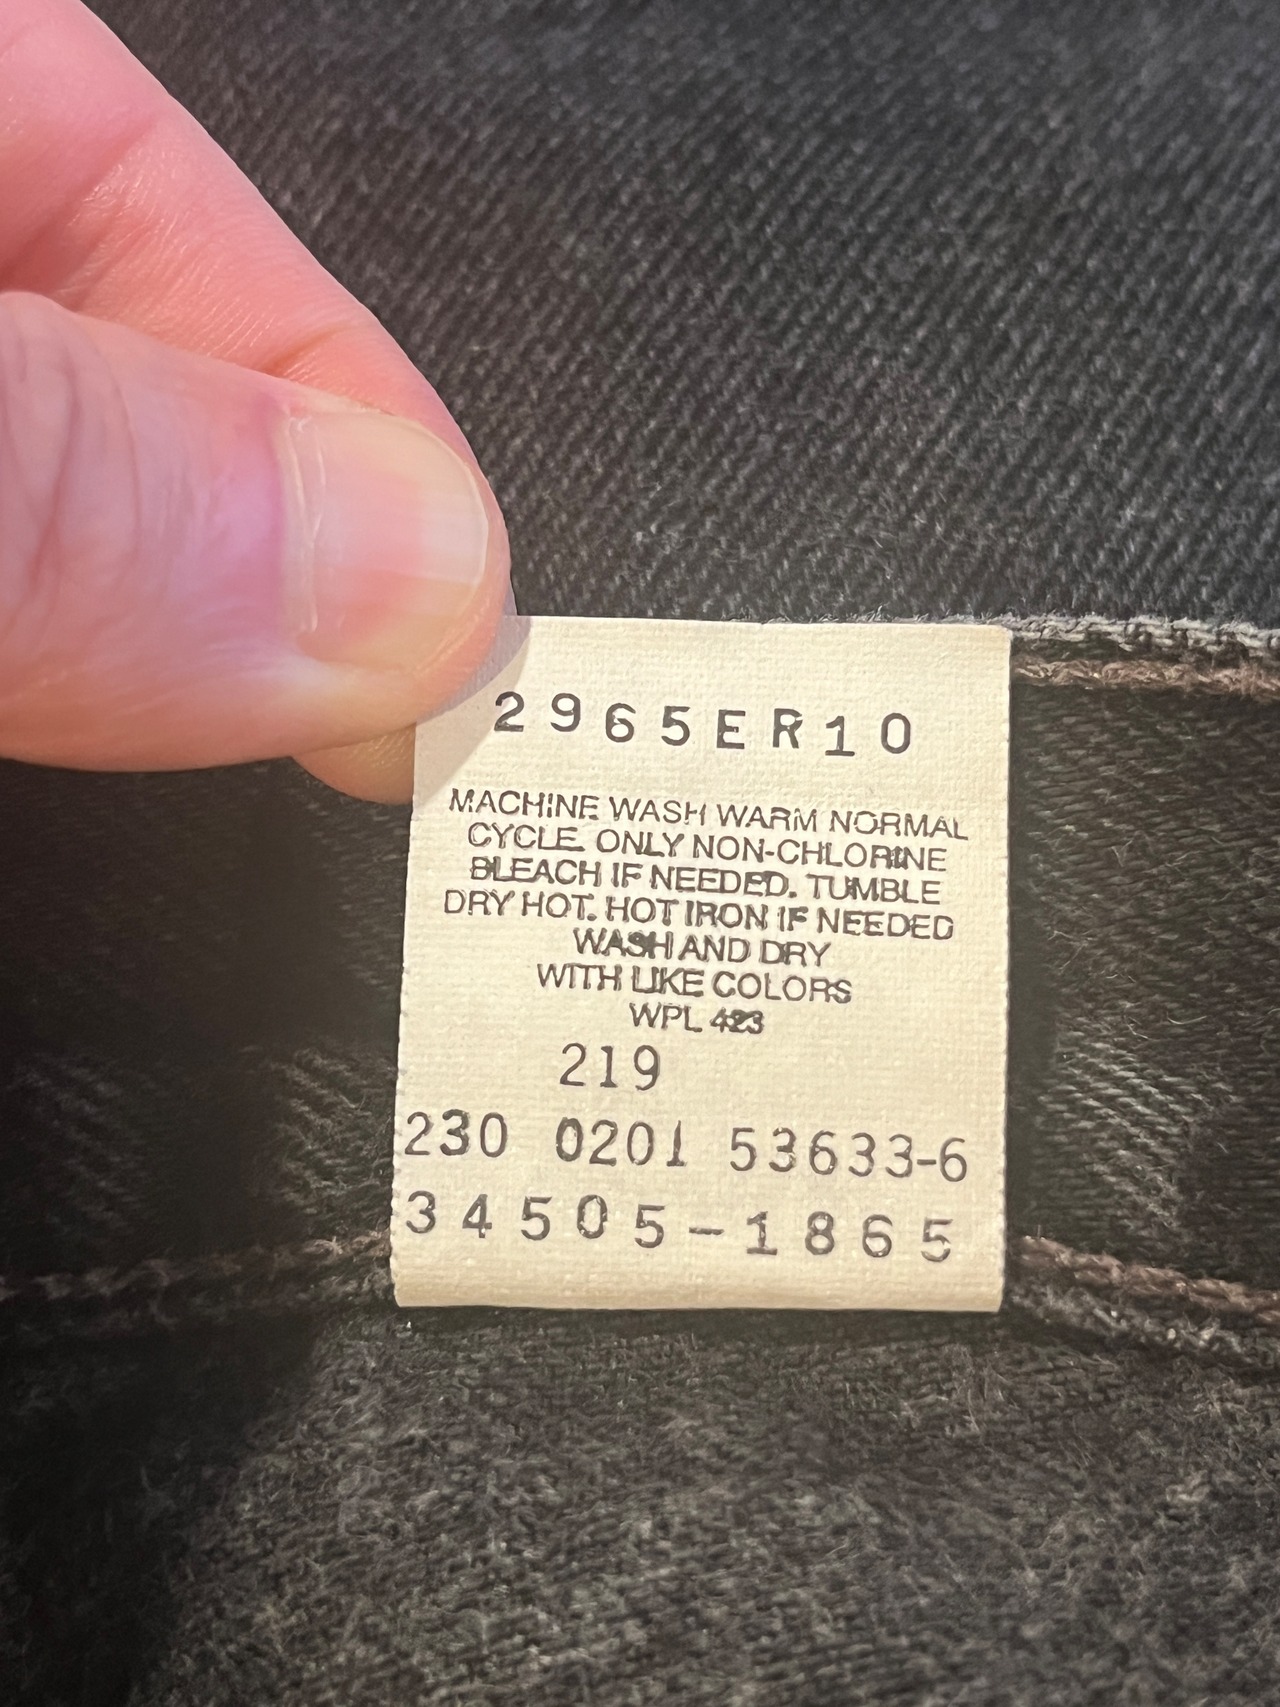 2965ER10
MACHINE WASH WARM NORMAL
CYCLE. ONLY NON-CHLORINE
BLEACH IF NEEDED. TUMBLE
DRY HOT. HOT IRON IF NEEDED
WASH AND DRY
WITH LIKE COLORS
WPL 423
219
230 0201 53633-6
34505-1865